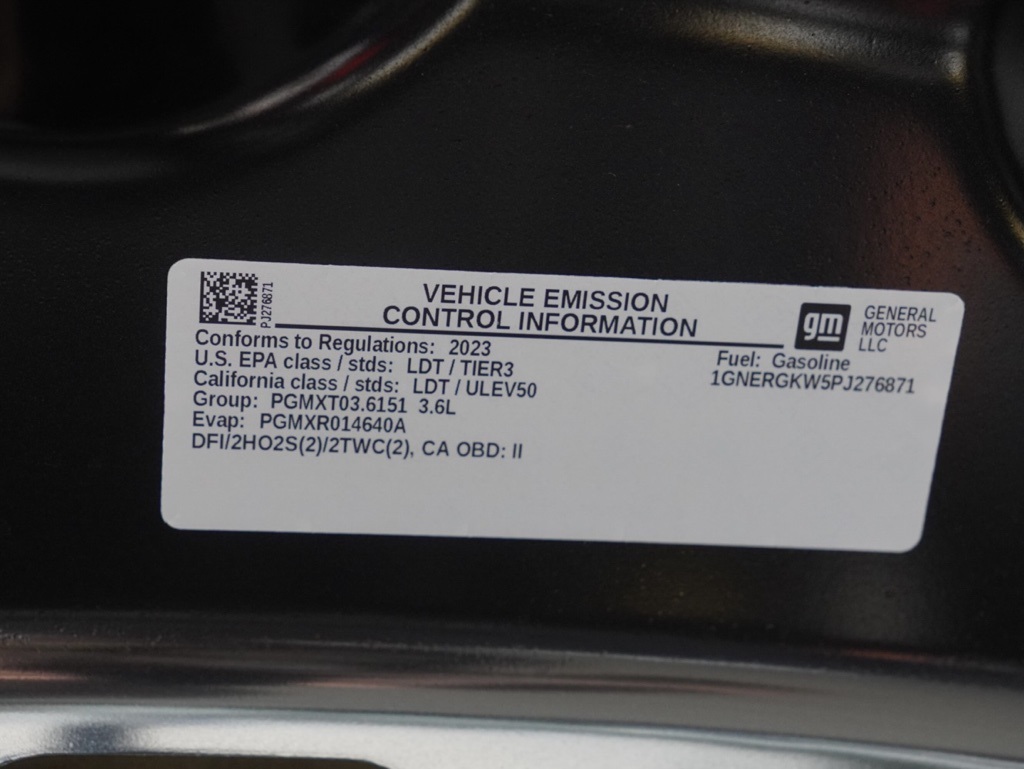 PJ276871
VEHICLE EMISSION
CONTROL INFORMATION
gm
GENERAL
MOTORS
LLC
Conforms to Regulations: 2023
U.S. EPA class / stds: LDT / TIER3
California class / stds: LDT / ULEV50
Group: PGMXT03.6151 3.6L
Evap: PGMXR014640A
DFI/2HO2S(2)/2TWC(2), CA OBD: II
Fuel: Gasoline
1GNERGKW5PJ276871